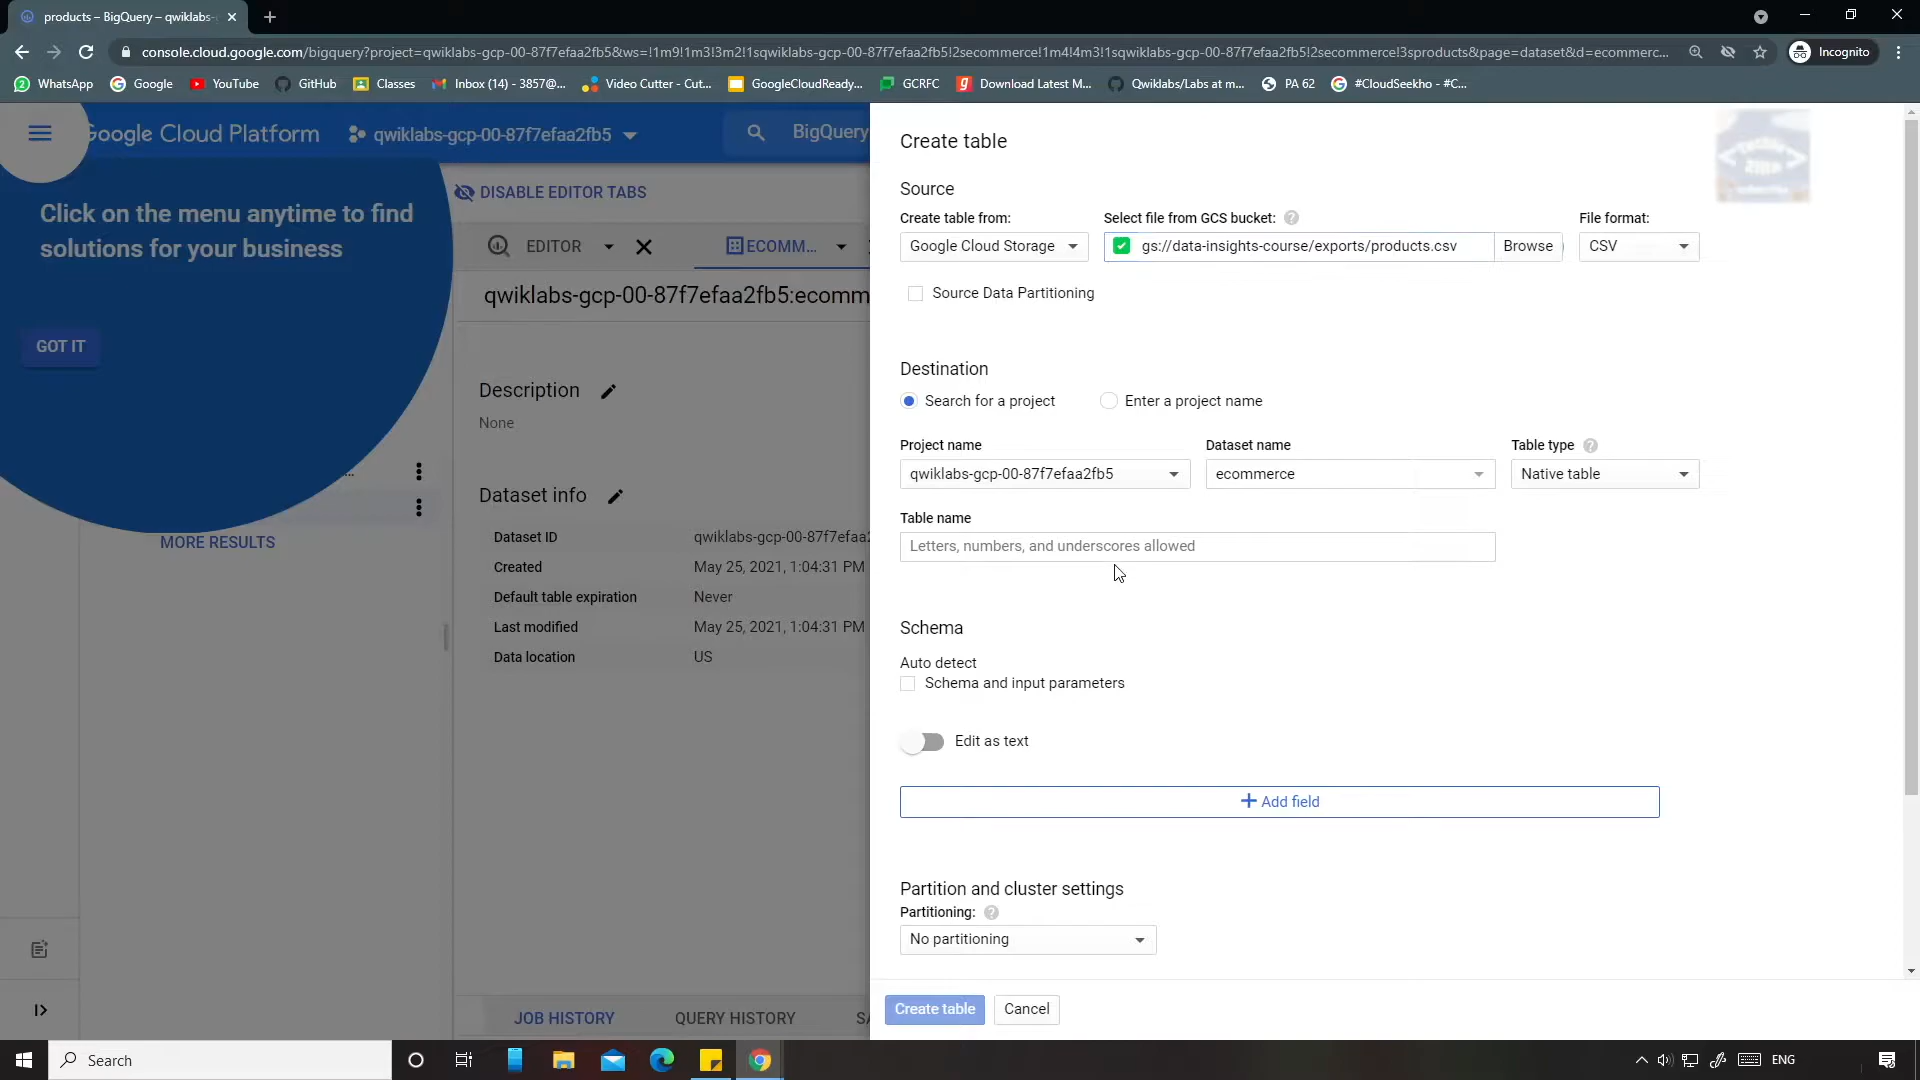 products – BigQuery – qwiklabs-
console.cloud.google.com/bigquery?project=qwiklabs-gcp-00-87f7efaa2fb5&ws=!1m9!1m3!3m2!1sqwiklabs-gcp-00-87f7efaa2fb5!2secommerce!1m4!4m3!1sqwiklabs-gcp-00-87f7efaa2fb5!2secommerce!3sproducts&page=dataset&d=ecommerc...
Incognito
WhatsApp Google YouTube GitHub Classes Inbox (14) - 3857@... Video Cutter - Cut... GoogleCloudReady... GCRFC Download Latest M... Qwiklabs/Labs at m... PA 62 #CloudSeekho - #C...
Google Cloud Platform qwiklabs-gcp-00-87f7efaa2fb5 BigQuery
Click on the menu anytime to find
solutions for your business
GOT IT
MORE RESULTS
DISABLE EDITOR TABS
EDITOR ECOMM...
qwiklabs-gcp-00-87f7efaa2fb5:ecomm
Description
None
Dataset info
Dataset ID qwiklabs-gcp-00-87f7efaa2
Created May 25, 2021, 1:04:31 PM
Default table expiration Never
Last modified May 25, 2021, 1:04:31 PM
Data location US
JOB HISTORY QUERY HISTORY SA
Create table
Source
Create table from: Select file from GCS bucket: File format:
Google Cloud Storage gs://data-insights-course/exports/products.csv Browse CSV
Source Data Partitioning
Destination
Search for a project Enter a project name
Project name Dataset name Table type
qwiklabs-gcp-00-87f7efaa2fb5 ecommerce Native table
Table name
Letters, numbers, and underscores allowed
Schema
Auto detect
Schema and input parameters
Edit as text
Add field
Partition and cluster settings
Partitioning:
No partitioning
Create table Cancel
Search
ENG